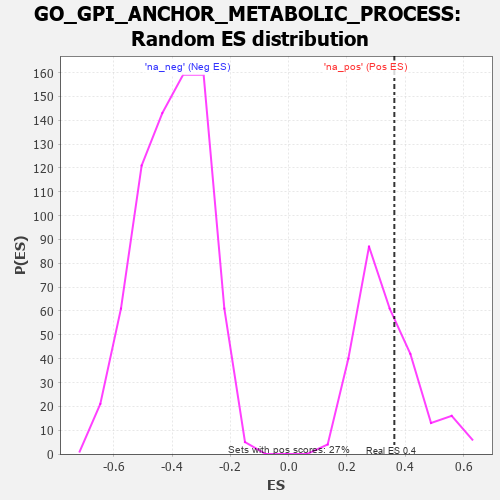 GO_GPI_ANCHOR_METABOLIC_PROCESS:
Random ES distribution
'na_neg' (Neg ES)
'na_pos' (Pos ES)
160
150
140
130
120
110
100
90
80
70
60
50
40
30
20
10
0
P(ES)
Sets with pos scores: 27%
Real ES 0.4
-0.6 -0.4 -0.2 0.0 0.2 0.4 0.6
ES